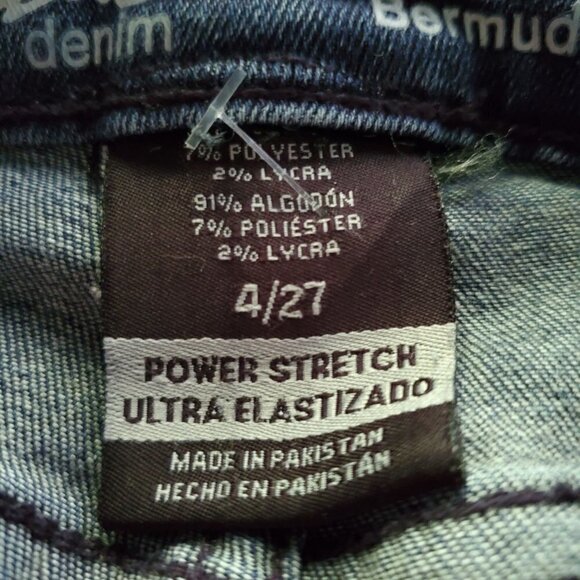 denim
Bermud
7% POLYESTER
2% LYCRA
91% ALGODÓN
7% POLIÉSTER
2% LYCRA
4/27
POWER STRETCH
ULTRA ELASTIZADO
MADE IN PAKISTAN
HECHO EN PAKISTÁN